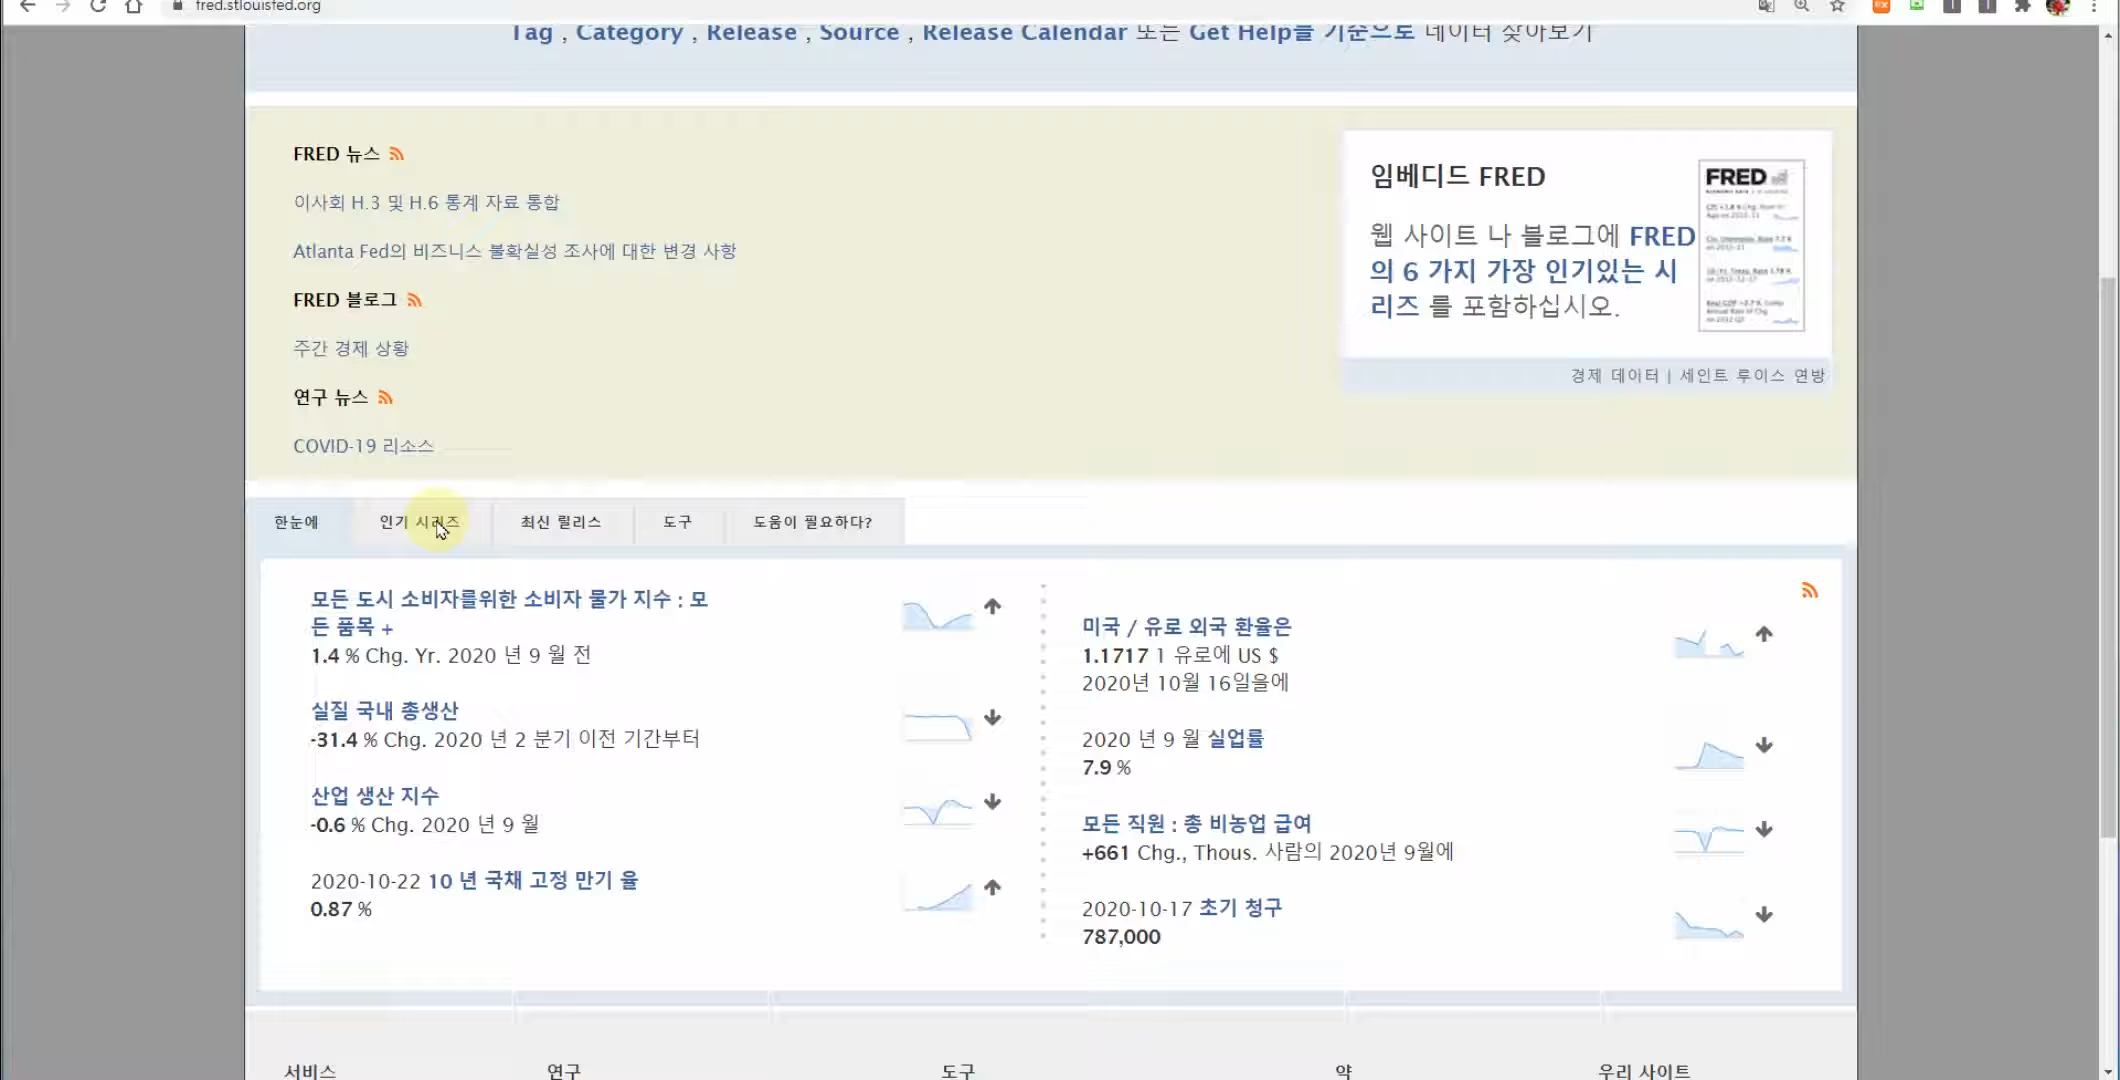 fred.stlouisfed.org
Tag , Category , Release , Source , Release Calendar 또는 Get Help를 기준으로 데이터 찾아보기
FRED 뉴스
이사회 H.3 및 H.6 통계 자료 통합
Atlanta Fed의 비즈니스 불확실성 조사에 대한 변경 사항
FRED 블로그
주간 경제 상황
연구 뉴스
COVID-19 리소스
임베디드 FRED
웹 사이트 나 블로그에 FRED
의 6 가지 가장 인기있는 시
리즈 를 포함하십시오.
FRED
경제 데이터 | 세인트 루이스 연방
한눈에
인기 시리즈
최신 릴리스
도구
도움이 필요하다?
모든 도시 소비자를위한 소비자 물가 지수 : 모
든 품목 +
1.4 % Chg. Yr. 2020 년 9 월 전
실질 국내 총생산
-31.4 % Chg. 2020 년 2 분기 이전 기간부터
산업 생산 지수
-0.6 % Chg. 2020 년 9 월
2020-10-22 10 년 국채 고정 만기 율
0.87 %
미국 / 유로 외국 환율은
1.1717 1 유로에 US $
2020년 10월 16일을에
2020 년 9 월 실업률
7.9 %
모든 직원 : 총 비농업 급여
+661 Chg., Thous. 사람의 2020년 9월에
2020-10-17 초기 청구
787,000
서비스
연구
도구
약
우리 사이트